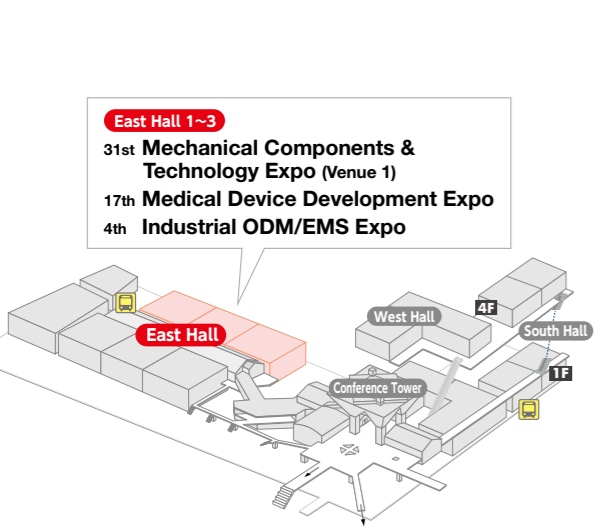 East Hall 1~3
31st Mechanical Components &
Technology Expo (Venue 1)
17th Medical Device Development Expo
4th Industrial ODM/EMS Expo
East Hall
West Hall
4F
South Hall
1F
Conference Tower